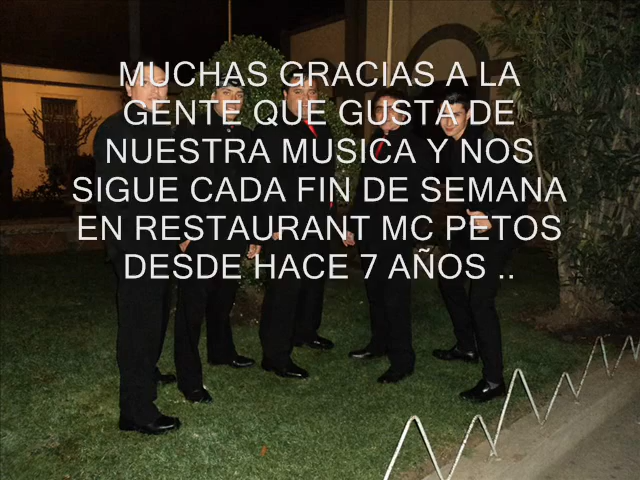 MUCHAS GRACIAS A LA
GENTE QUE GUSTA DE
NUESTRA MUSICA Y NOS
SIGUE CADA FIN DE SEMANA
EN RESTAURANT MC PETOS
DESDE HACE 7 AÑOS ..